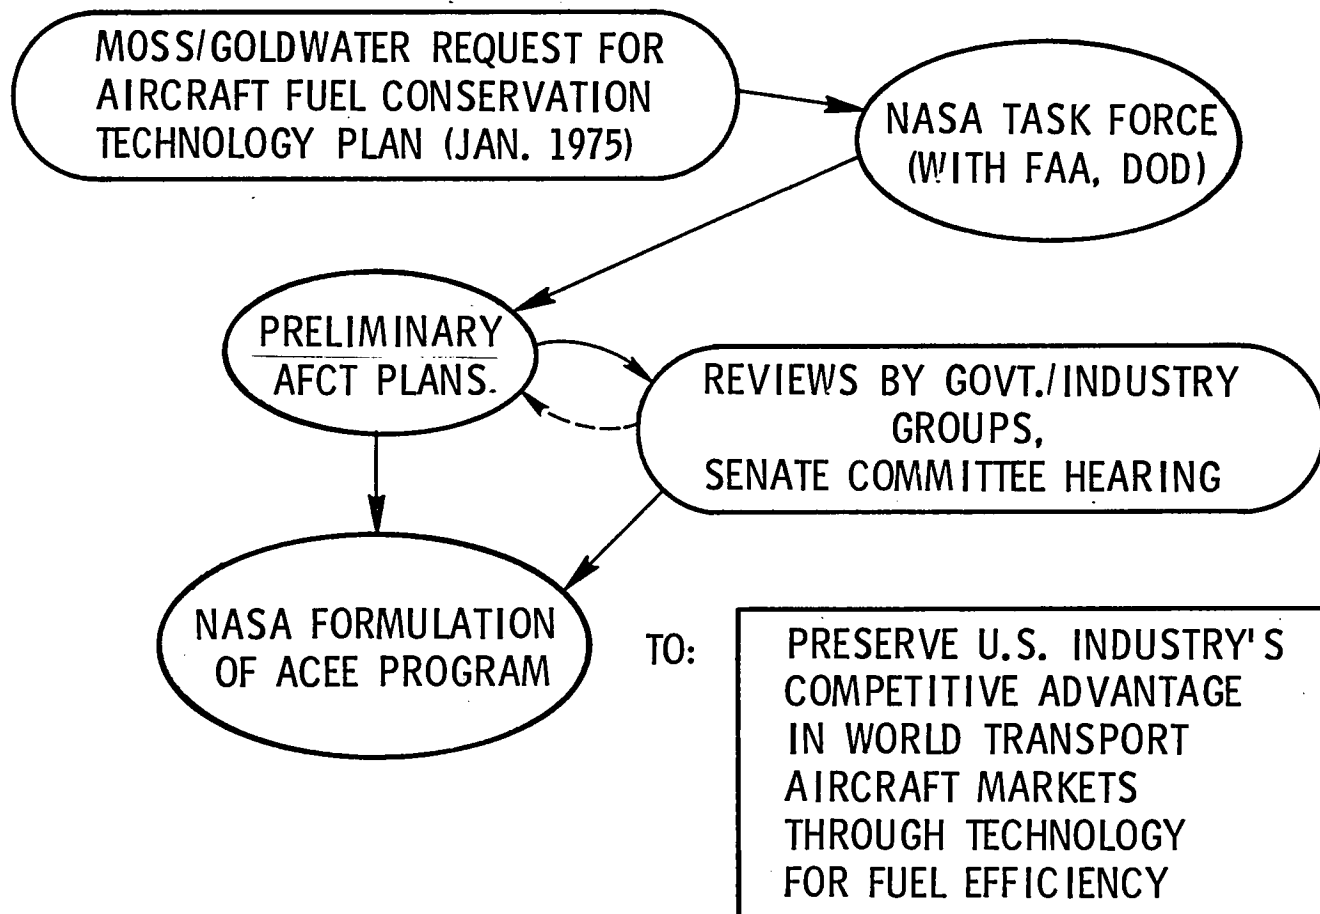 MOSS/GOLDWATER REQUEST FOR
AIRCRAFT FUEL CONSERVATION
TECHNOLOGY PLAN (JAN. 1975)
NASA TASK FORCE
(WITH FAA, DOD)
PRELIMINARY
AFCT PLANS.
REVIEWS BY GOVT./INDUSTRY
GROUPS,
SENATE COMMITTEE HEARING
NASA FORMULATION
OF ACEE PROGRAM
TO:
PRESERVE U.S. INDUSTRY'S
COMPETITIVE ADVANTAGE
IN WORLD TRANSPORT
AIRCRAFT MARKETS
THROUGH TECHNOLOGY
FOR FUEL EFFICIENCY